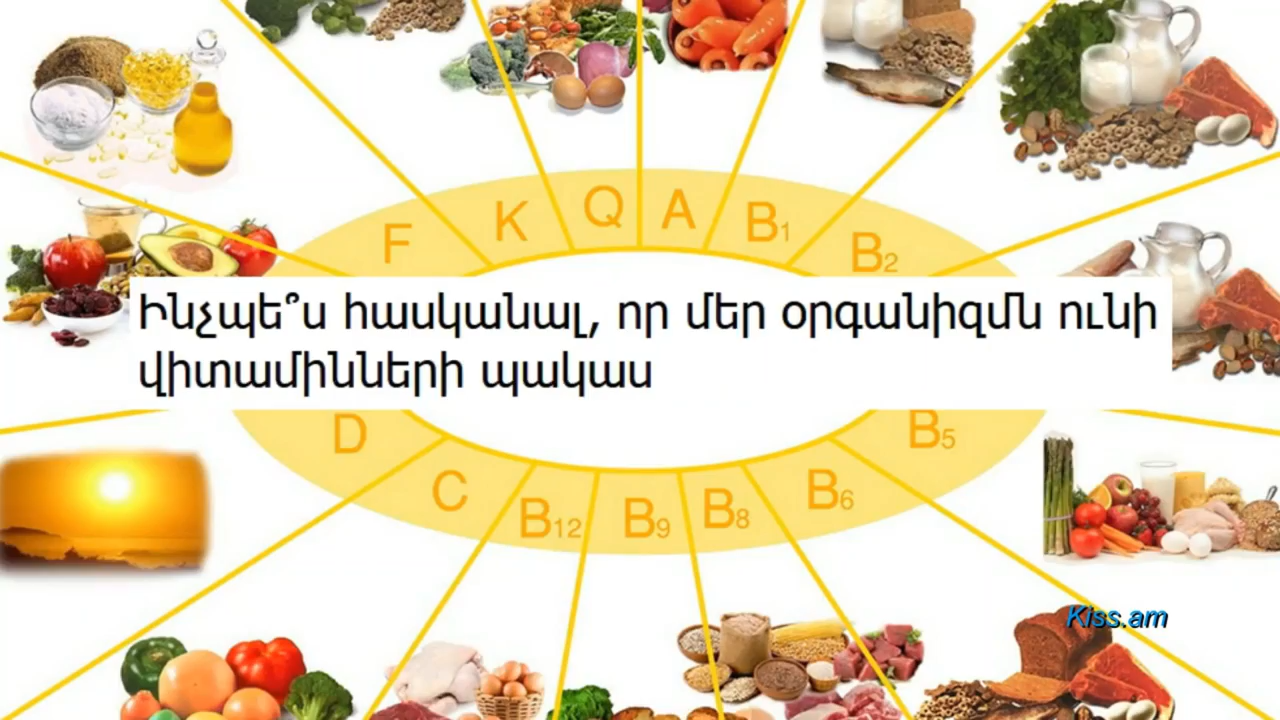 F K Q A B1 B2
Ինչպե՞ս հասկանալ, որ մեր օրգանիզմն ունի
վիտամինների պակաս
D C B12 B9 B8 B6 B5
Kiss.am